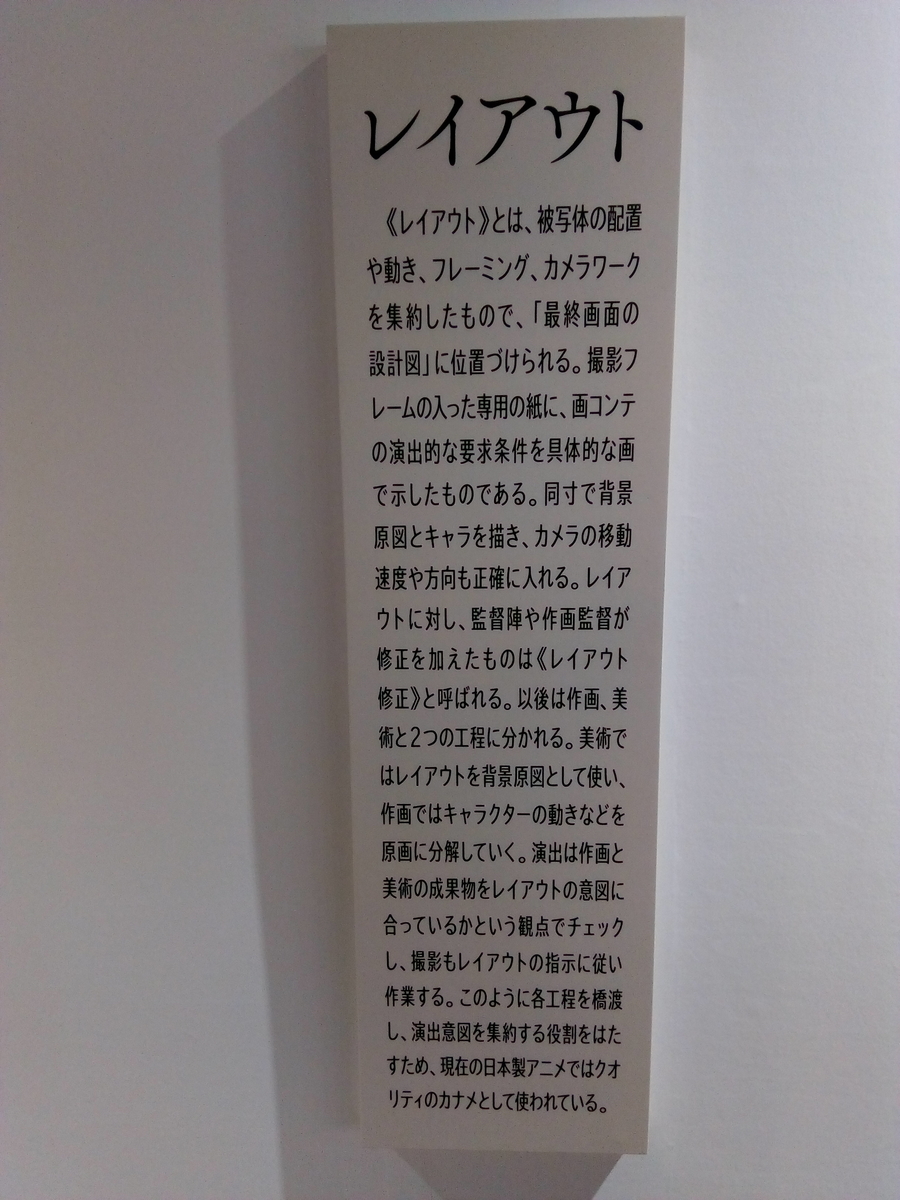 レイアウト
《レイアウト》とは、被写体の配置
や動き、フレーミング、カメラワーク
を集約したもので、「最終画面の
設計図」に位置づけられる。撮影フ
レームの入った専用の紙に、画コンテ
の演出的な要求条件を具体的な画
で示したものである。同寸で背景
原図とキャラを描き、カメラの移動
速度や方向も正確に入れる。レイア
ウトに対し、監督陣や作画監督が
修正を加えたものは《レイアウト
修正》と呼ばれる。以後は作画、美
術と2つの工程に分かれる。美術で
はレイアウトを背景原図として使い、
作画ではキャラクターの動きなどを
原画に分解していく。演出は作画と
美術の成果物をレイアウトの意図に
合っているかという観点でチェック
し、撮影もレイアウトの指示に従い
作業する。このように各工程を橋渡
し、演出意図を集約する役割をはた
すため、現在の日本製アニメではクオ
リティのカナメとして使われている。